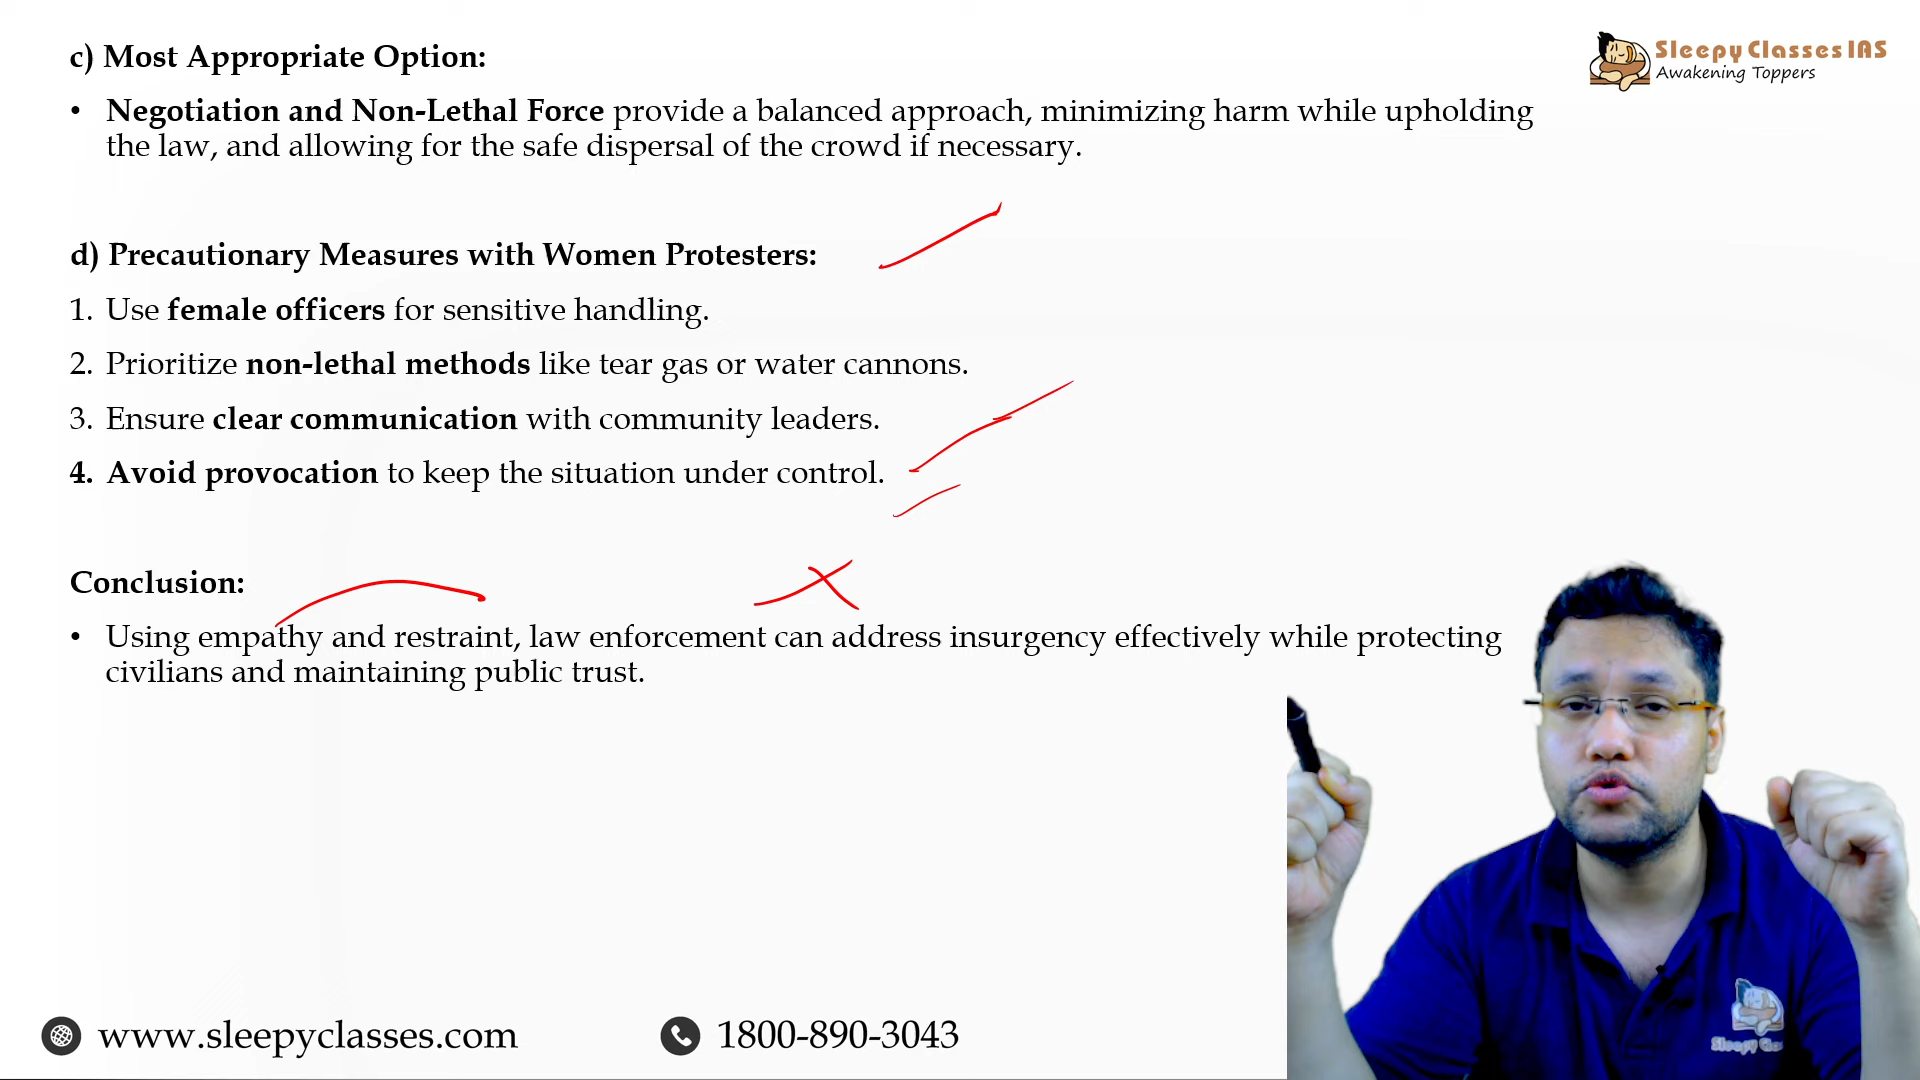 c) Most Appropriate Option:
Sleepy Classes IAS
Awakening Toppers
• Negotiation and Non-Lethal Force provide a balanced approach, minimizing harm while upholding
the law, and allowing for the safe dispersal of the crowd if necessary.
d) Precautionary Measures with Women Protesters:
1. Use female officers for sensitive handling.
2. Prioritize non-lethal methods like tear gas or water cannons.
3. Ensure clear communication with community leaders.
4. Avoid provocation to keep the situation under control.
Conclusion:
• Using empathy and restraint, law enforcement can address insurgency effectively while protecting
civilians and maintaining public trust.
www.sleepyclasses.com
1800-890-3043
Sleepy